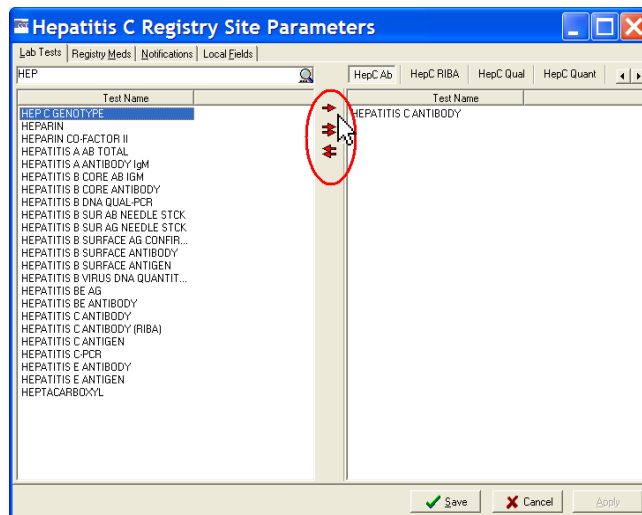 Hepatitis C Registry Site Parameters
Lab Tests Registry Meds Notifications Local Fields
HEP
HepC Ab HepC RIBA HepC Qual HepC Quant
Test Name
HEP C GENOTYPE
HEPARIN
HEPARIN CO-FACTOR II
HEPATITIS A AB TOTAL
HEPATITIS A ANTIBODY IgM
HEPATITIS B CORE AB IGM
HEPATITIS B CORE ANTIBODY
HEPATITIS B DNA QUAL-PCR
HEPATITIS B SUR AB NEEDLE STCK
HEPATITIS B SUR AG NEEDLE STCK
HEPATITIS B SURFACE AG CONFIR...
HEPATITIS B SURFACE ANTIBODY
HEPATITIS B SURFACE ANTIGEN
HEPATITIS B VIRUS DNA QUANTIT...
HEPATITIS BE AG
HEPATITIS BE ANTIBODY
HEPATITIS C ANTIBODY
HEPATITIS C ANTIBODY (RIBA)
HEPATITIS C ANTIGEN
HEPATITIS C-PCR
HEPATITIS E ANTIBODY
HEPATITIS E ANTIGEN
HEPTACARBOXYL
Test Name
HEPATITIS C ANTIBODY
Save Cancel Apply